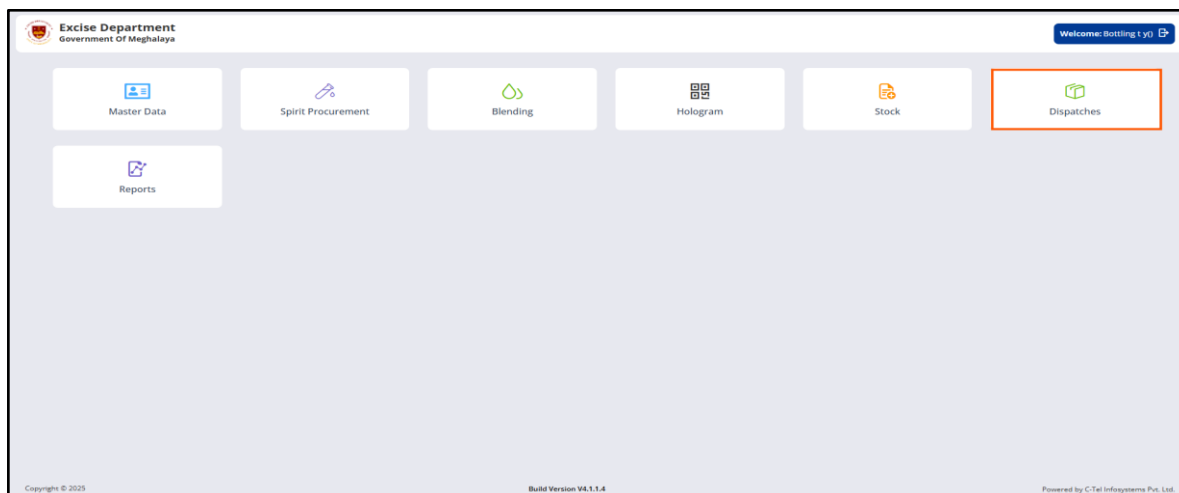 Excise Department
Government Of Meghalaya
Welcome: Bottling t y()
Master Data
Spirit Procurement
Blending
Hologram
Stock
Dispatches
Reports
Copyright © 2025
Build Version V4.1.1.4
Powered by C-Tel Infosystems Pvt. Ltd.